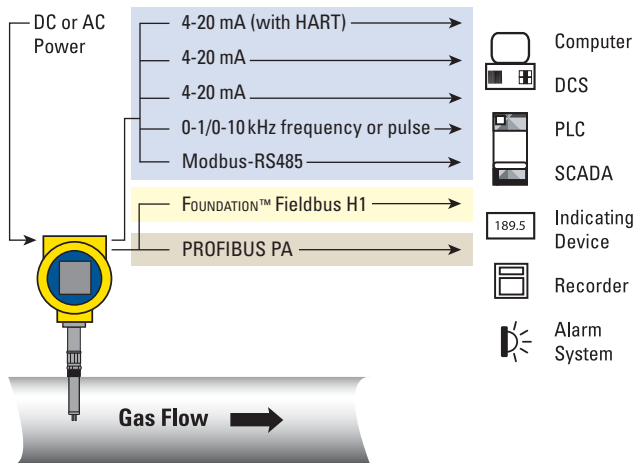 DC or AC
Power
4-20 mA (with HART)
4-20 mA
4-20 mA
0-1/0-10 kHz frequency or pulse
Modbus-RS485
FOUNDATION™ Fieldbus H1
PROFIBUS PA
Computer
DCS
PLC
SCADA
189.5
Indicating
Device
Recorder
Alarm
System
Gas Flow